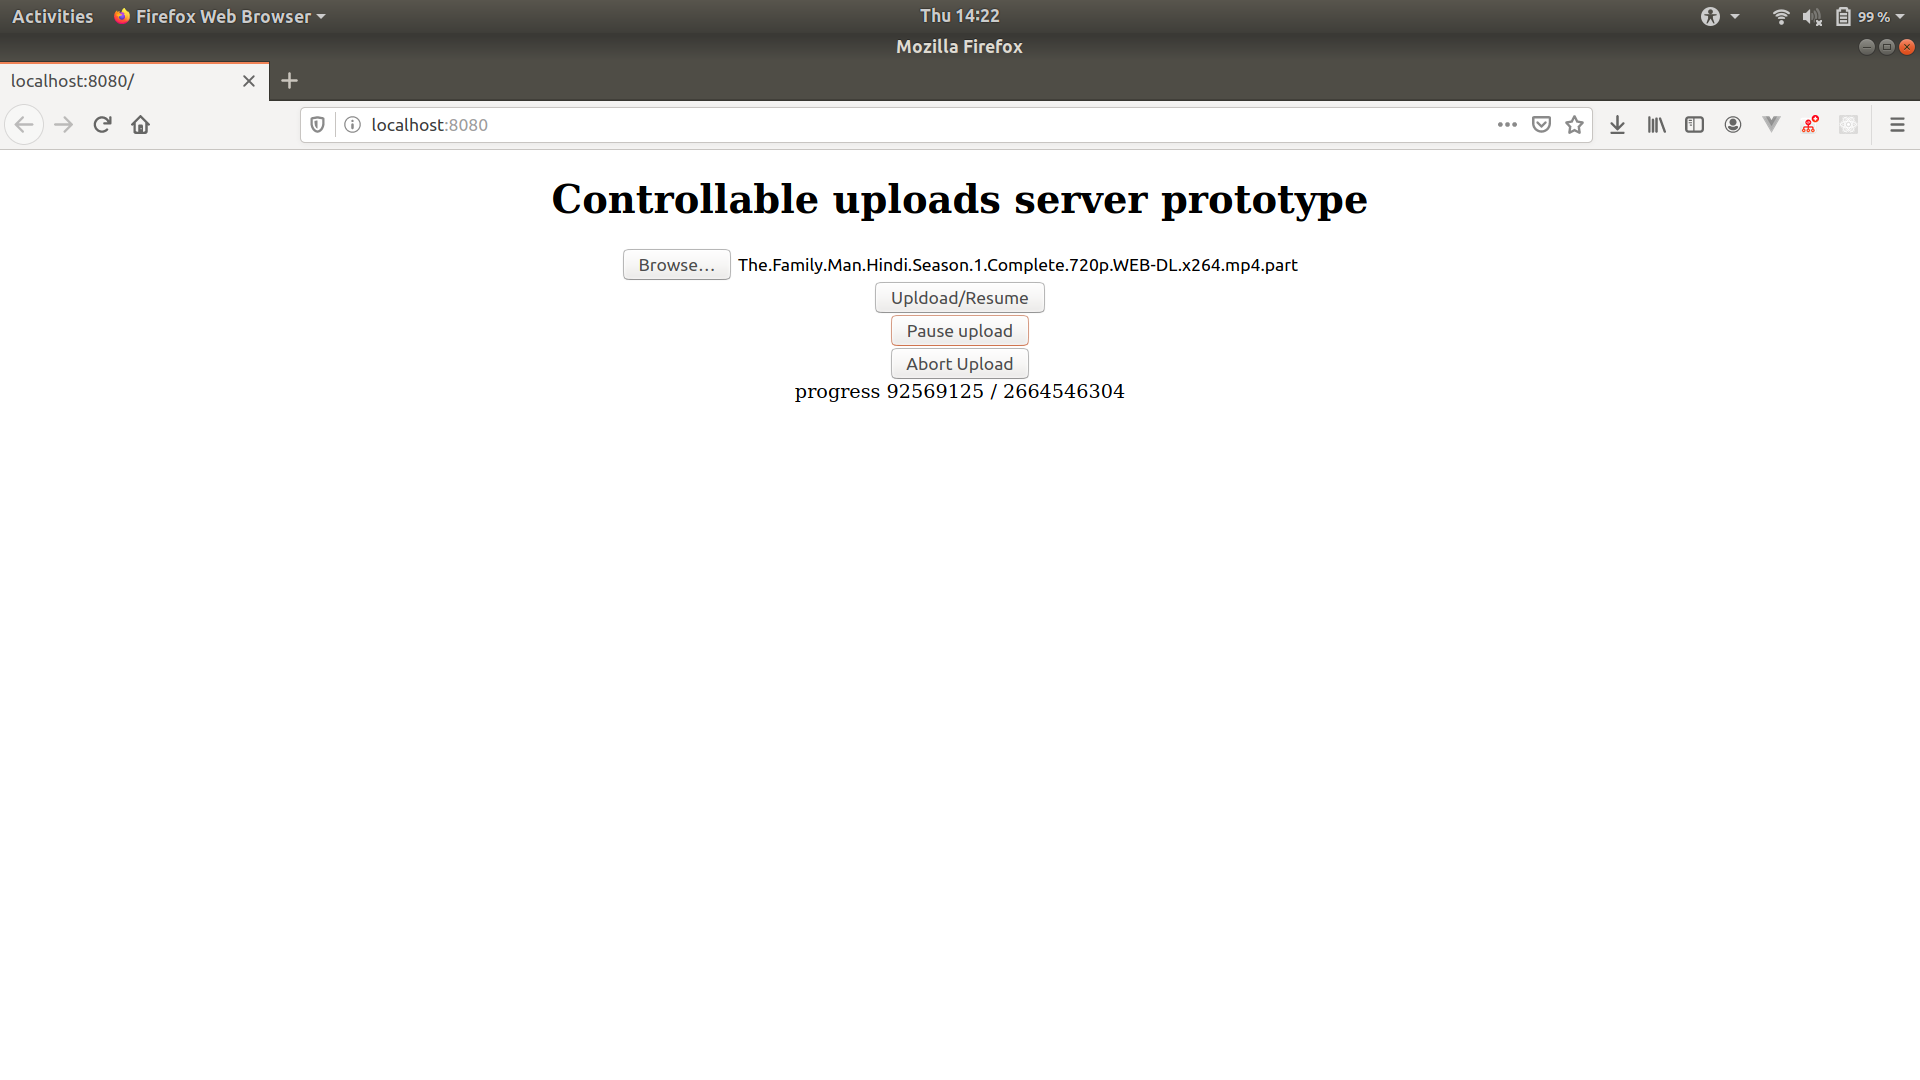 Activities Firefox Web Browser Thu 14:22 99 %
Mozilla Firefox
localhost:8080/
localhost:8080
Controllable uploads server prototype
Browse… The.Family.Man.Hindi.Season.1.Complete.720p.WEB-DL.x264.mp4.part
Upldoad/Resume
Pause upload
Abort Upload
progress 92569125 / 2664546304